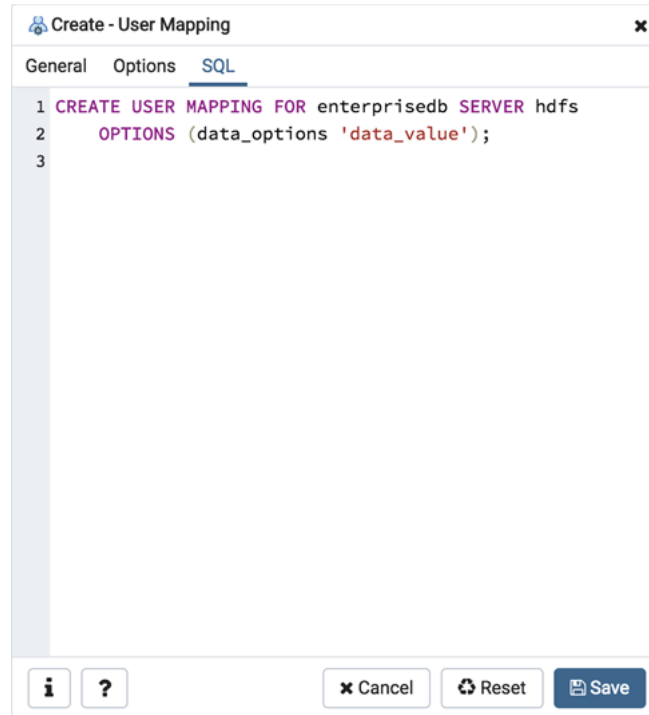 Create - User Mapping
General Options SQL
1 CREATE USER MAPPING FOR enterprisedb SERVER hdfs
2     OPTIONS (data_options 'data_value');
3
i ? Cancel Reset Save